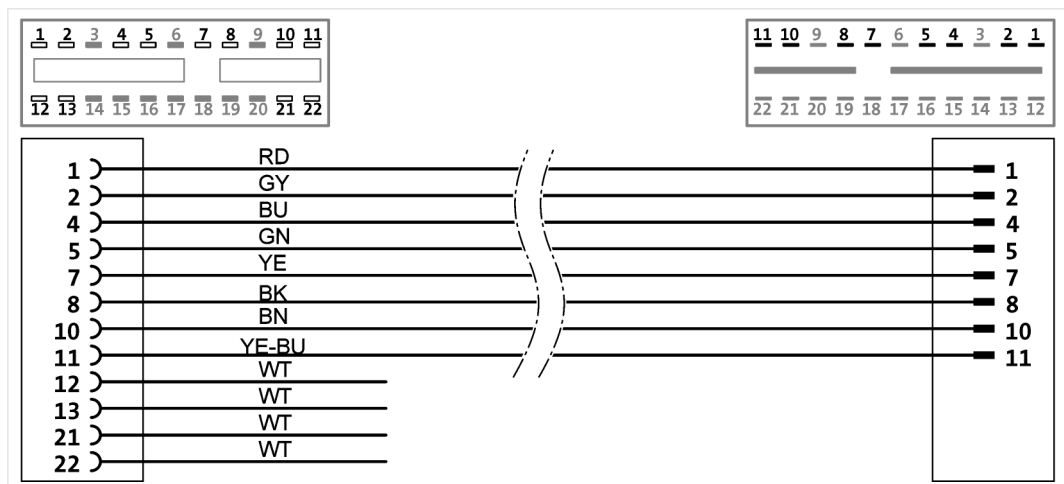 1 2 3 4 5 6 7 8 9 10 11
12 13 14 15 16 17 18 19 20 21 22
11 10 9 8 7 6 5 4 3 2 1
22 21 20 19 18 17 16 15 14 13 12
1 RD 1
2 GY 2
4 BU 4
5 GN 5
7 YE 7
8 BK 8
10 BN 10
11 YE-BU 11
12 WT
13 WT
21 WT
22 WT